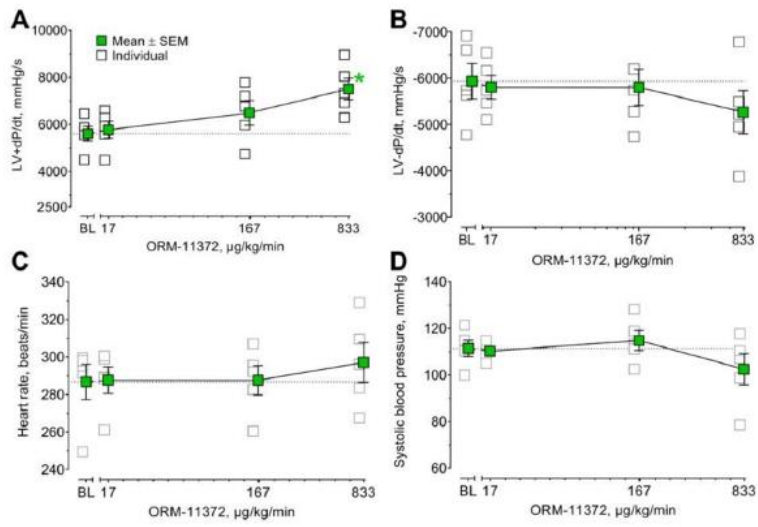 A
LV+dP/dt, mmHg/s
10000
8000
6000
4000
2500
Mean ± SEM
Individual
*
BL 17 167 833
ORM-11372, µg/kg/min
B
LV-dP/dt, mmHg/s
-7000
-6000
-5000
-4000
-3000
BL 17 167 833
ORM-11372, µg/kg/min
C
Heart rate, beats/min
340
320
300
280
260
240
BL 17 167 833
ORM-11372, µg/kg/min
D
Systolic blood pressure, mmHg
140
120
100
80
60
BL 17 167 833
ORM-11372, µg/kg/min